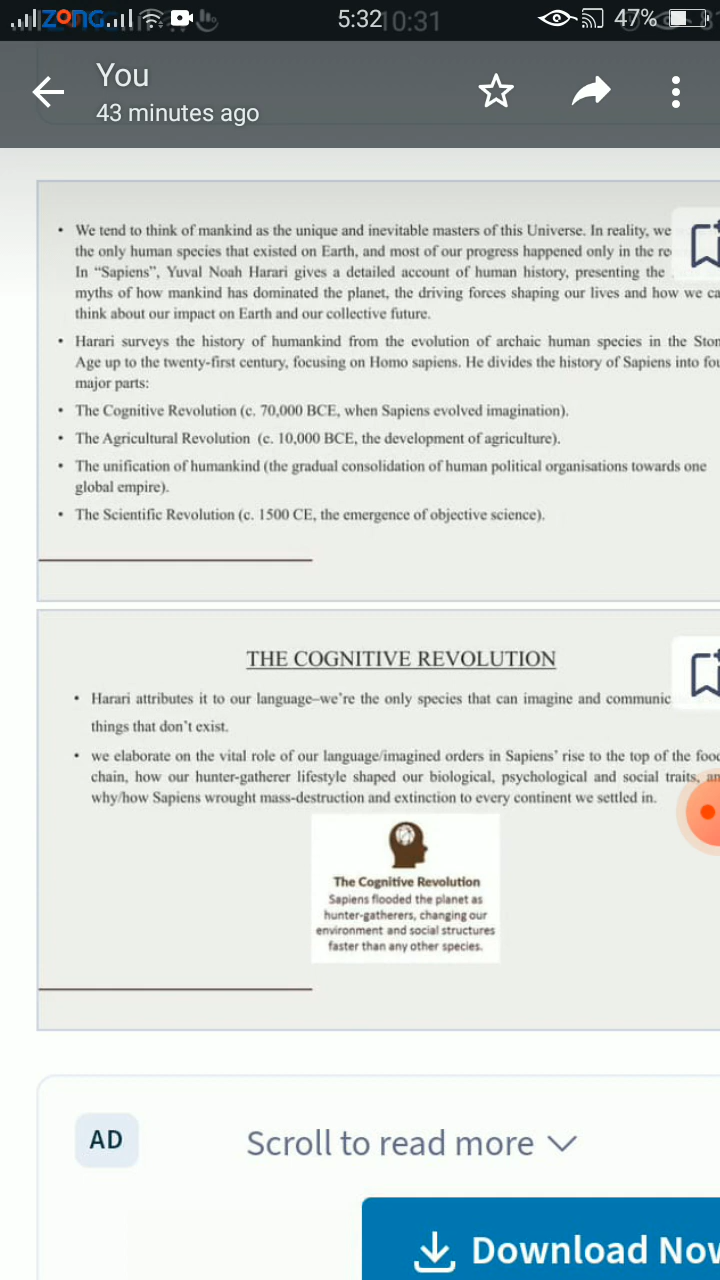 ZONG
5:32
10:31
47%
You
43 minutes ago
• We tend to think of mankind as the unique and inevitable masters of this Universe. In reality, we
the only human species that existed on Earth, and most of our progress happened only in the re
In “Sapiens”, Yuval Noah Harari gives a detailed account of human history, presenting the
myths of how mankind has dominated the planet, the driving forces shaping our lives and how we ca
think about our impact on Earth and our collective future.
• Harari surveys the history of humankind from the evolution of archaic human species in the Ston
Age up to the twenty-first century, focusing on Homo sapiens. He divides the history of Sapiens into fou
major parts:
• The Cognitive Revolution (c. 70,000 BCE, when Sapiens evolved imagination).
• The Agricultural Revolution (c. 10,000 BCE, the development of agriculture).
• The unification of humankind (the gradual consolidation of human political organisations towards one
global empire).
• The Scientific Revolution (c. 1500 CE, the emergence of objective science).
THE COGNITIVE REVOLUTION
• Harari attributes it to our language–we’re the only species that can imagine and communic
things that don’t exist.
• we elaborate on the vital role of our language/imagined orders in Sapiens’ rise to the top of the food
chain, how our hunter-gatherer lifestyle shaped our biological, psychological and social traits, an
why/how Sapiens wrought mass-destruction and extinction to every continent we settled in.
The Cognitive Revolution
Sapiens flooded the planet as
hunter-gatherers, changing our
environment and social structures
faster than any other species.
AD
Scroll to read more
Download Now